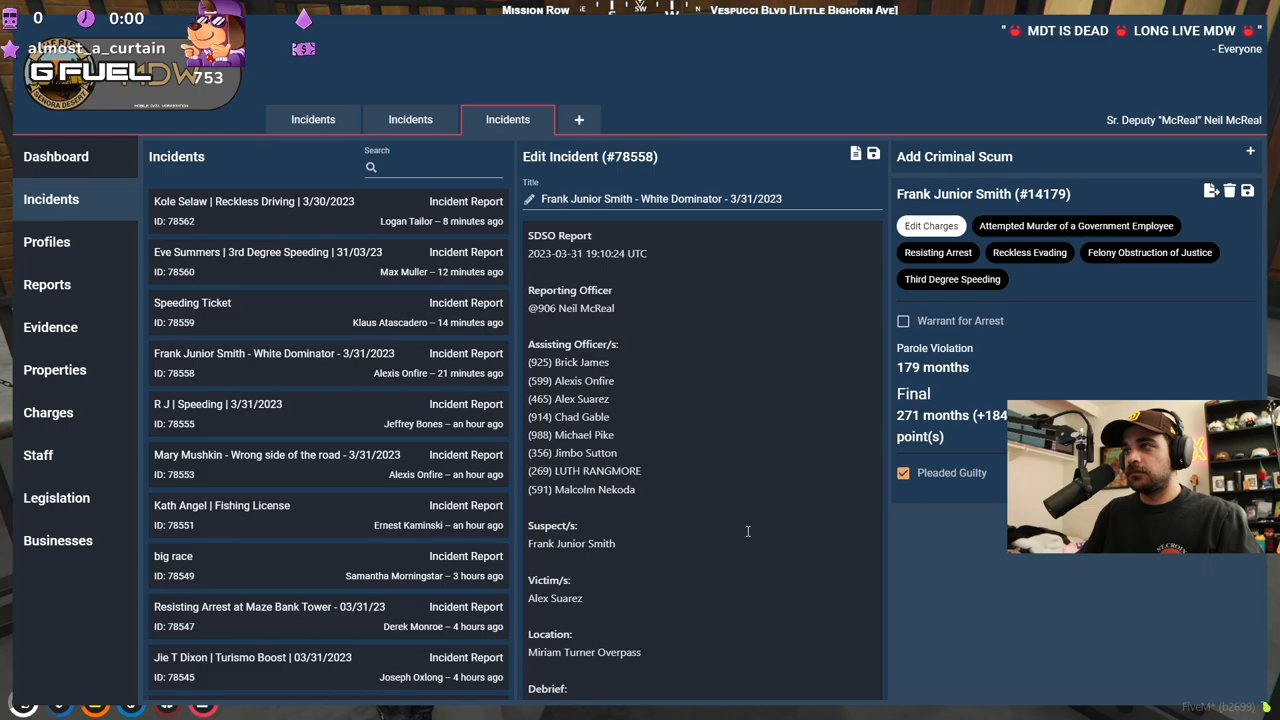 0
0:00
Mission Row
SW
W
Vespucci Blvd [Little Bighorn Ave]
almost_a_curtain
G FUEL
MDW
753
SENORA DESERT
MOBILE DATA WORKSTATION
" MDT IS DEAD LONG LIVE MDW "
- Everyone
Incidents
Incidents
Incidents
+
Sr. Deputy "McReal" Neil McReal
Dashboard
Incidents
Profiles
Reports
Evidence
Properties
Charges
Staff
Legislation
Businesses
Incidents
Search
Kole Selaw | Reckless Driving | 3/30/2023 Incident Report
ID: 78562 Logan Tailor – 8 minutes ago
Eve Summers | 3rd Degree Speeding | 31/03/23 Incident Report
ID: 78560 Max Muller – 12 minutes ago
Speeding Ticket Incident Report
ID: 78559 Klaus Atascadero – 14 minutes ago
Frank Junior Smith - White Dominator - 3/31/2023 Incident Report
ID: 78558 Alexis Onfire – 21 minutes ago
R J | Speeding | 3/31/2023 Incident Report
ID: 78555 Jeffrey Bones – an hour ago
Mary Mushkin - Wrong side of the road - 3/31/2023 Incident Report
ID: 78553 Alexis Onfire – an hour ago
Kath Angel | Fishing License Incident Report
ID: 78551 Ernest Kaminski – an hour ago
big race Incident Report
ID: 78549 Samantha Morningstar – 3 hours ago
Resisting Arrest at Maze Bank Tower - 03/31/23 Incident Report
ID: 78547 Derek Monroe – 4 hours ago
Jie T Dixon | Turismo Boost | 03/31/2023 Incident Report
ID: 78545 Joseph Oxlong – 4 hours ago
Edit Incident (#78558)
Title
Frank Junior Smith - White Dominator - 3/31/2023
SDSO Report
2023-03-31 19:10:24 UTC
Reporting Officer
@906 Neil McReal
Assisting Officer/s:
(925) Brick James
(599) Alexis Onfire
(465) Alex Suarez
(914) Chad Gable
(988) Michael Pike
(356) Jimbo Sutton
(269) LUTH RANGMORE
(591) Malcolm Nekoda
Suspect/s:
Frank Junior Smith
Victim/s:
Alex Suarez
Location:
Miriam Turner Overpass
Debrief:
Add Criminal Scum
+
Frank Junior Smith (#14179)
Edit Charges
Attempted Murder of a Government Employee
Resisting Arrest
Reckless Evading
Felony Obstruction of Justice
Third Degree Speeding
Warrant for Arrest
Parole Violation
179 months
Final
271 months (+184
point(s)
Pleaded Guilty
ST. CROIX
FiveM* (b2699)